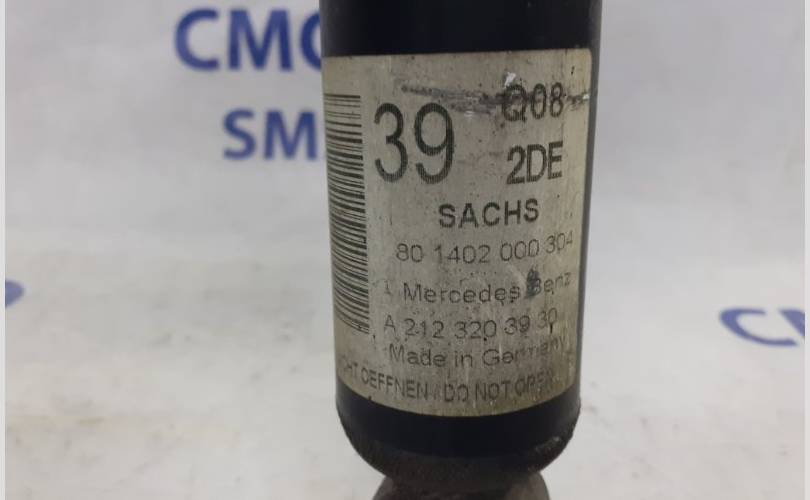 CMC
SM
39
Q08
2DE
SACHS
80 1402 000 304
Mercedes Benz
A 212 320 39 30
Made in Germany
OEFFNEN / DO NOT OPEN